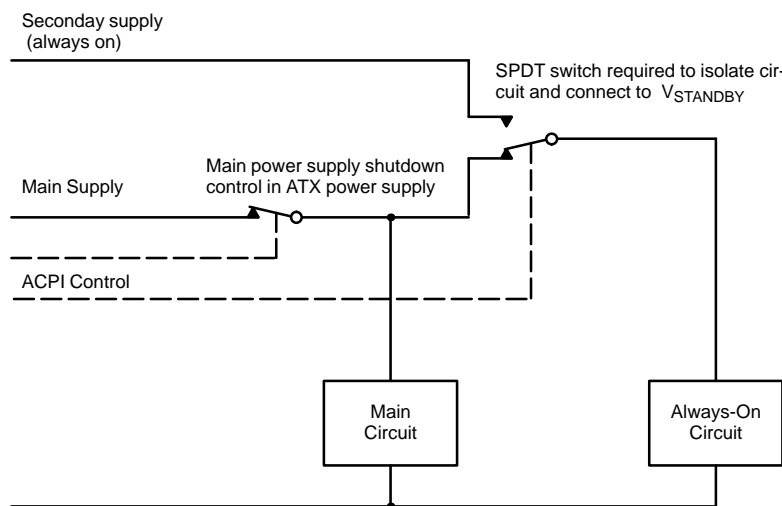 Seconday supply
(always on)
SPDT switch required to isolate cir-
cuit and connect to VSTANDBY
Main power supply shutdown
control in ATX power supply
Main Supply
ACPI Control
Main
Circuit
Always-On
Circuit